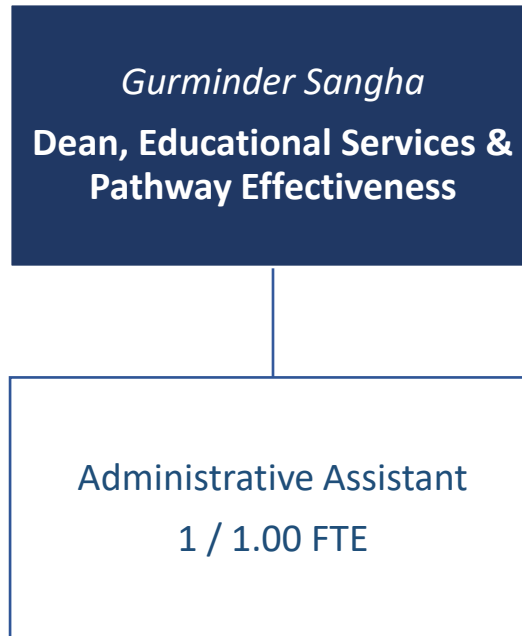 Gurminder Sangha
Dean, Educational Services &
Pathway Effectiveness
Administrative Assistant
1 / 1.00 FTE